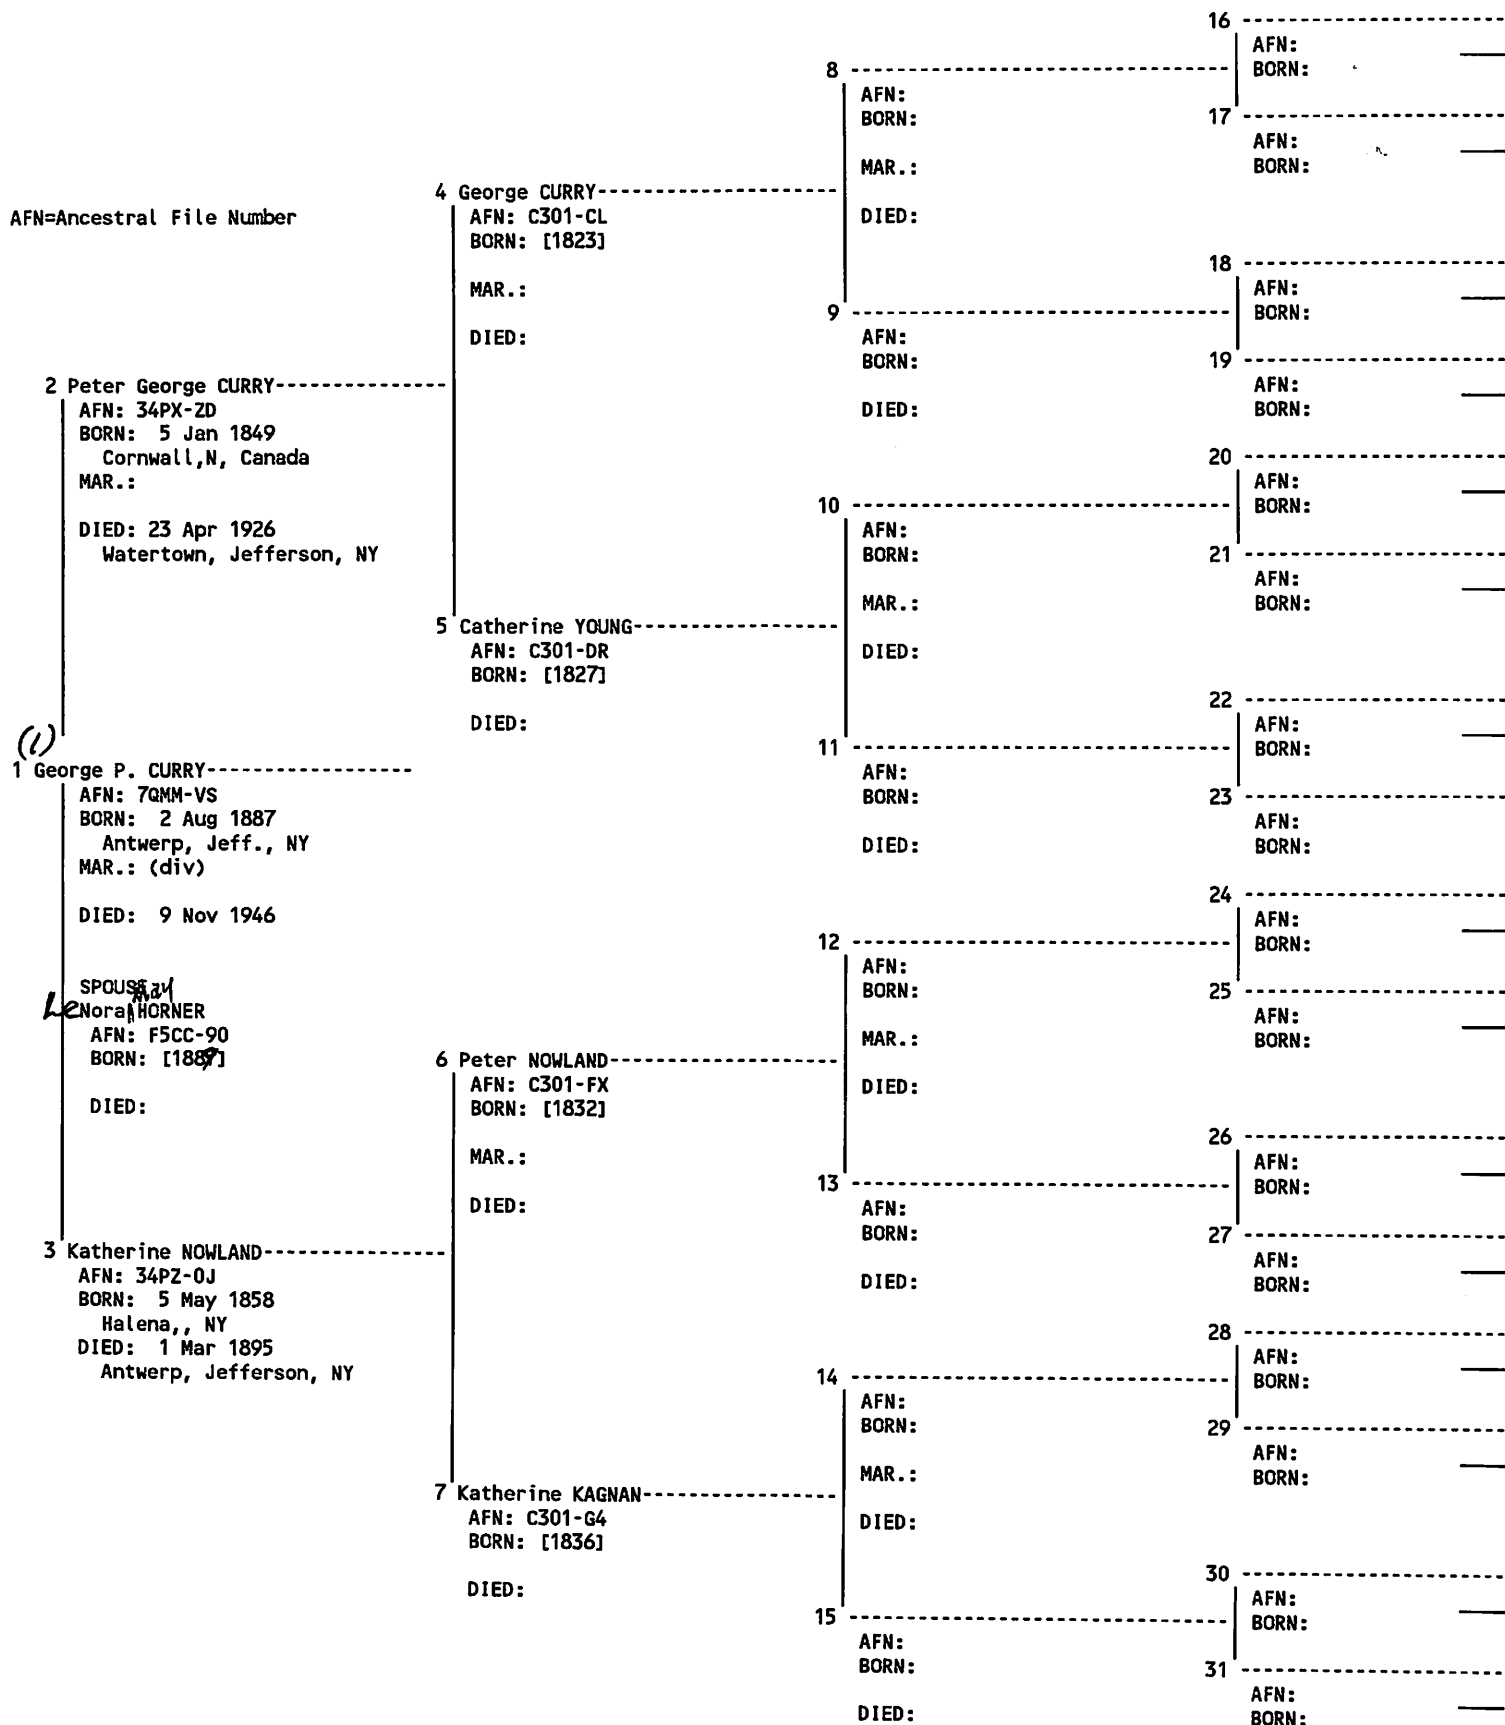 AFN=Ancestral File Number
(1)
1 George P. CURRY-----------------
AFN: 7QMM-VS
BORN: 2 Aug 1887
Antwerp, Jeff., NY
MAR.: (div)
DIED: 9 Nov 1946
SPOUSE
LeNora May HORNER
AFN: F5CC-90
BORN: [1889]
DIED:
2 Peter George CURRY--------------
AFN: 34PX-ZD
BORN: 5 Jan 1849
Cornwall,N, Canada
MAR.:
DIED: 23 Apr 1926
Watertown, Jefferson, NY
3 Katherine NOWLAND---------------
AFN: 34PZ-0J
BORN: 5 May 1858
Halena,, NY
DIED: 1 Mar 1895
Antwerp, Jefferson, NY
4 George CURRY--------------------
AFN: C301-CL
BORN: [1823]
MAR.:
DIED:
5 Catherine YOUNG-----------------
AFN: C301-DR
BORN: [1827]
DIED:
6 Peter NOWLAND-------------------
AFN: C301-FX
BORN: [1832]
MAR.:
DIED:
7 Katherine KAGNAN----------------
AFN: C301-G4
BORN: [1836]
DIED:
8 -------------------------------
AFN:
BORN:
MAR.:
DIED:
9 -------------------------------
AFN:
BORN:
DIED:
10 -------------------------------
AFN:
BORN:
MAR.:
DIED:
11 -------------------------------
AFN:
BORN:
DIED:
12 -------------------------------
AFN:
BORN:
MAR.:
DIED:
13 -------------------------------
AFN:
BORN:
DIED:
14 -------------------------------
AFN:
BORN:
MAR.:
DIED:
15 -------------------------------
AFN:
BORN:
DIED:
16 ----------------------
AFN:
BORN:
17 ----------------------
AFN:
BORN:
18 ----------------------
AFN:
BORN:
19 ----------------------
AFN:
BORN:
20 ----------------------
AFN:
BORN:
21 ----------------------
AFN:
BORN:
22 ----------------------
AFN:
BORN:
23 ----------------------
AFN:
BORN:
24 ----------------------
AFN:
BORN:
25 ----------------------
AFN:
BORN:
26 ----------------------
AFN:
BORN:
27 ----------------------
AFN:
BORN:
28 ----------------------
AFN:
BORN:
29 ----------------------
AFN:
BORN:
30 ----------------------
AFN:
BORN:
31 ----------------------
AFN:
BORN: